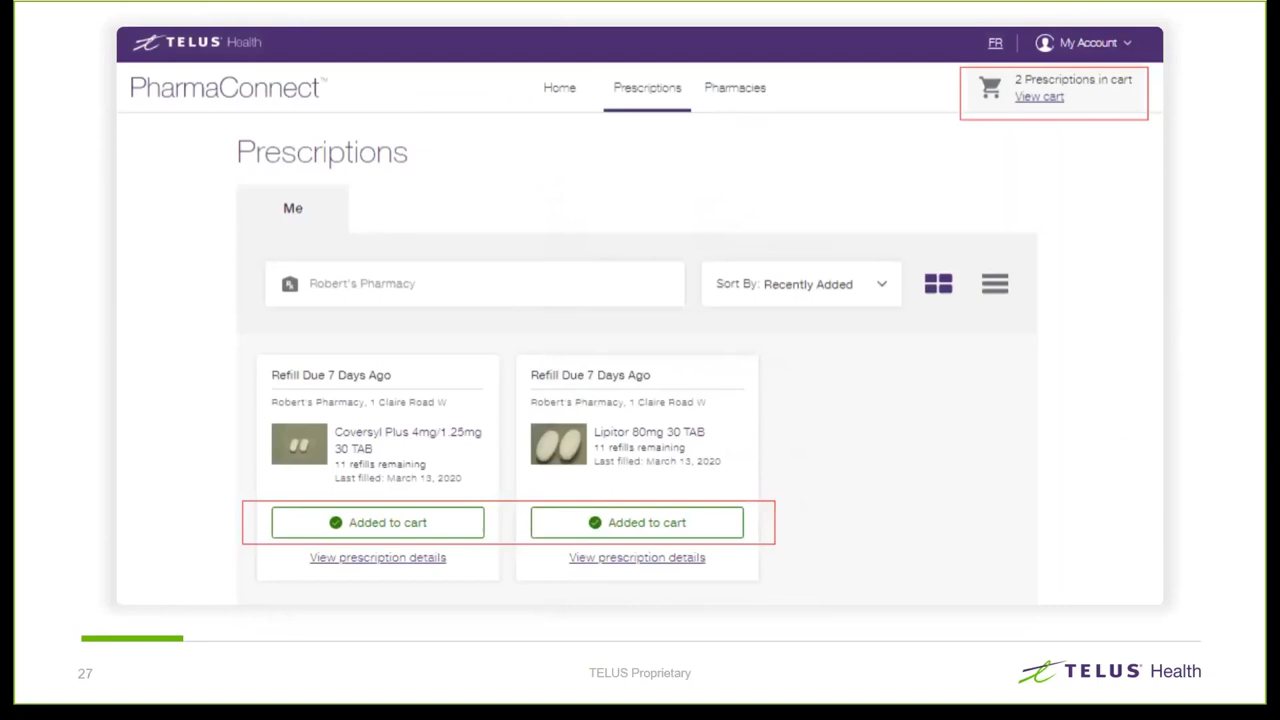 TELUS Health
FR
My Account
PharmaConnect™
Home
Prescriptions
Pharmacies
2 Prescriptions in cart
View cart
Prescriptions
Me
Robert's Pharmacy
Sort By: Recently Added
Refill Due 7 Days Ago
Robert's Pharmacy, 1 Claire Road W
Coversyl Plus 4mg/1.25mg
30 TAB
11 refills remaining
Last filled: March 13, 2020
Added to cart
View prescription details
Refill Due 7 Days Ago
Robert's Pharmacy, 1 Claire Road W
Lipitor 80mg 30 TAB
11 refills remaining
Last filled: March 13, 2020
Added to cart
View prescription details
27
TELUS Proprietary
TELUS® Health